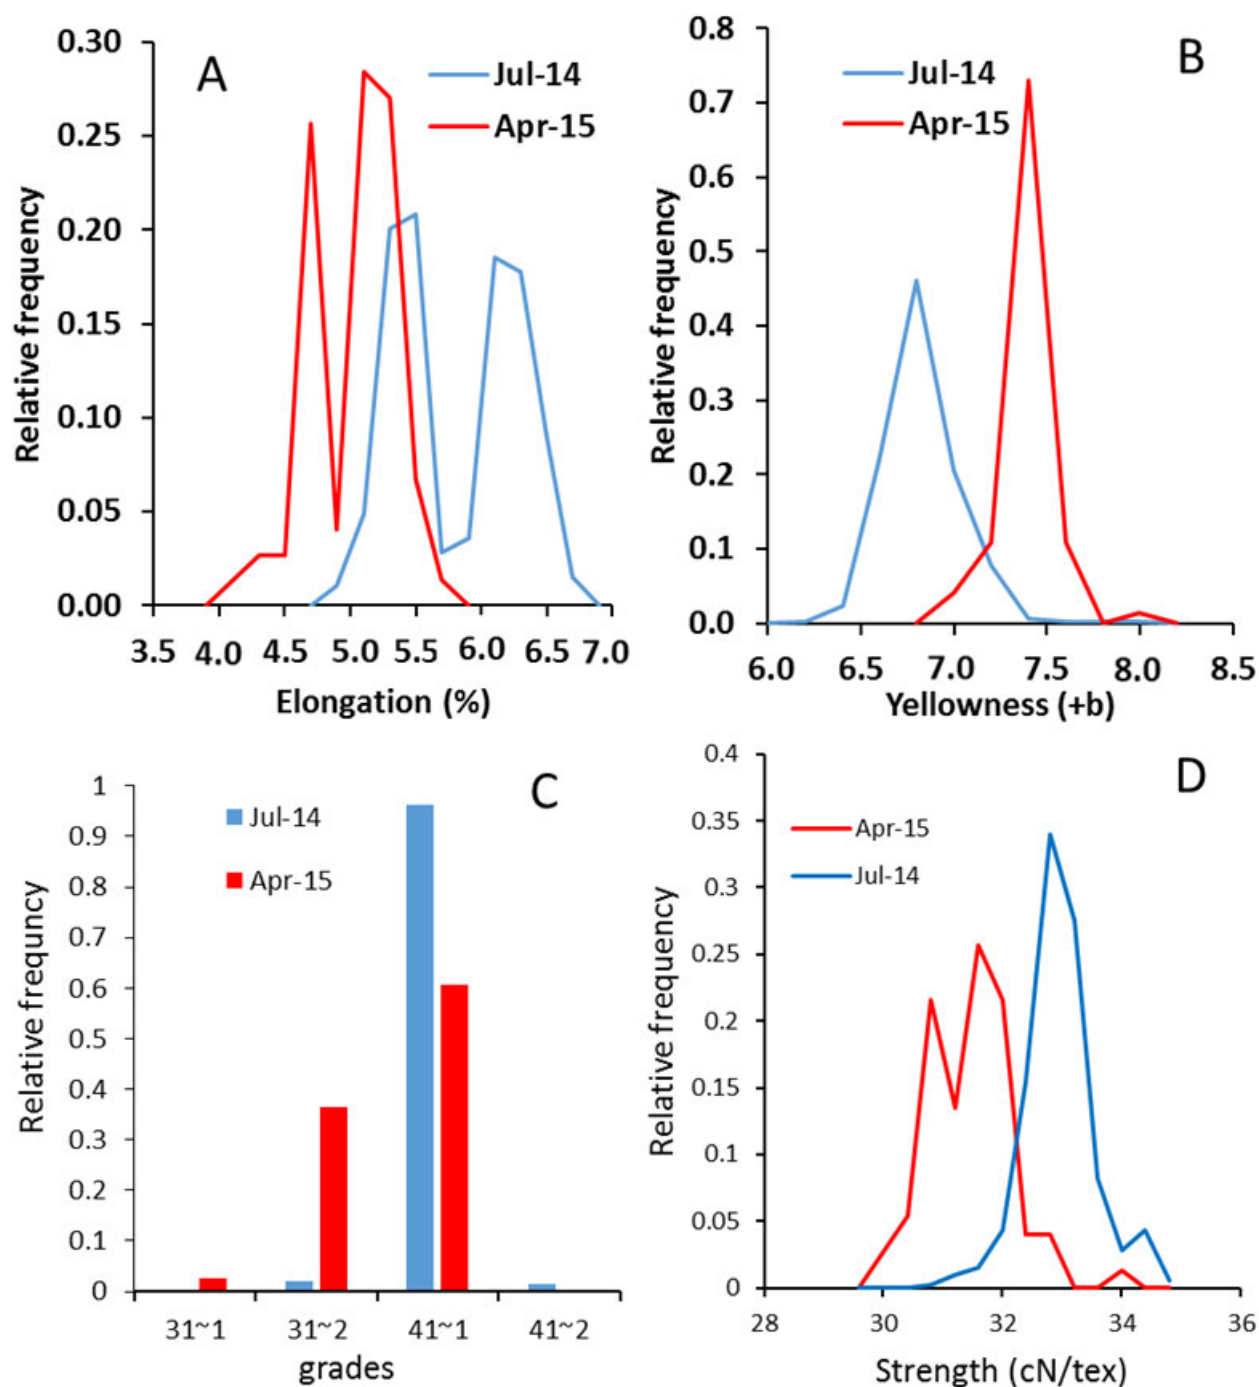 A
Jul-14
Apr-15
Relative frequency
0.30
0.25
0.20
0.15
0.10
0.05
0.00
3.5 4.0 4.5 5.0 5.5 6.0 6.5 7.0
Elongation (%)
B
Jul-14
Apr-15
Relative frequency
0.8
0.7
0.6
0.5
0.4
0.3
0.2
0.1
0.0
6.0 6.5 7.0 7.5 8.0 8.5
Yellowness (+b)
C
Jul-14
Apr-15
Relative frequncy
1
0.9
0.8
0.7
0.6
0.5
0.4
0.3
0.2
0.1
0
31~1 31~2 41~1 41~2
grades
D
Apr-15
Jul-14
Relative frequency
0.4
0.35
0.3
0.25
0.2
0.15
0.1
0.05
0
28 30 32 34 36
Strength (cN/tex)